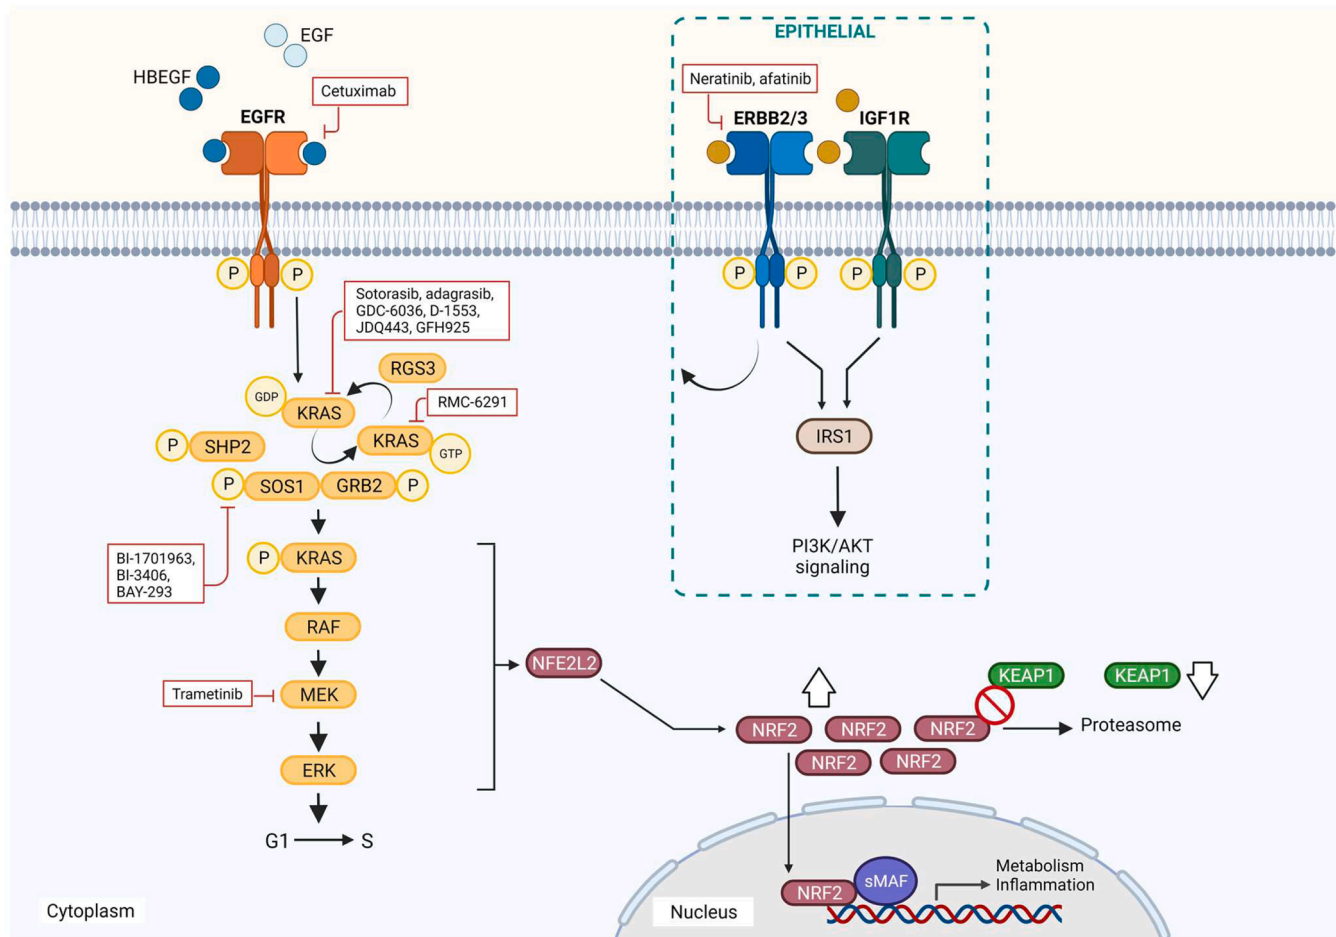 EGF
HBEGF
Cetuximab
EGFR
EPITHELIAL
Neratinib, afatinib
ERBB2/3
IGF1R
P
P
P
P
P
P
Sotorasib, adagrasib,
GDC-6036, D-1553,
JDQ443, GFH925
RGS3
GDP
KRAS
RMC-6291
KRAS
GTP
P
SHP2
P
SOS1
GRB2
P
IRS1
BI-1701963,
BI-3406,
BAY-293
P
KRAS
PI3K/AKT
signaling
RAF
Trametinib
MEK
ERK
G1
S
NFE2L2
KEAP1
KEAP1
NRF2
NRF2
NRF2
Proteasome
NRF2
NRF2
NRF2
sMAF
Metabolism
Inflammation
Cytoplasm
Nucleus